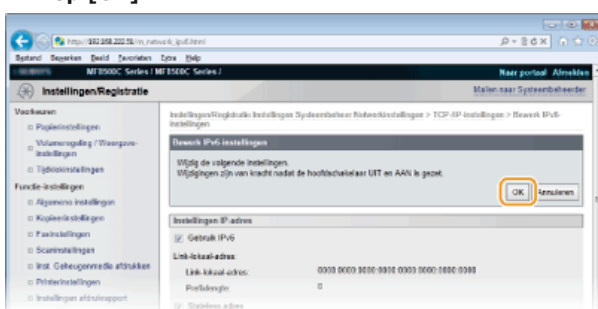 http://192.168.222.51/m_network_ipv6.html
Bestand Bewerken Beeld Favorieten Extra Help
MF8500C Series / MF8500C Series /
Naar portaal Afmelden
Instellingen/Registratie
Mailen naar Systeembeheerder
Voorkeuren:
Papierinstellingen
Volumeregeling / Weergave-instellingen
Tijdklokinstellingen
Functie-instellingen
Algemene instellingen
Kopieerinstellingen
Faxinstellingen
Scaninstellingen
Inst. Geheugenmedia afdrukken
Printerinstellingen
Instellingen afdrukrapport
Instellingen/Registratie: Instellingen Systeembeheer: Netwerkinstellingen > TCP-/IP-instellingen > Bewerk IPv6-instellingen
Bewerk IPv6-instellingen
Wijzig de volgende instellingen.
Wijzigingen zijn van kracht nadat de hoofdschakelaar UIT en AAN is gezet.
OK
Annuleren
Instellingen IP-adres
Gebruik IPv6
Link-lokaal-adres
Link-lokaal-adres:
0000:0000:0000:0000:0000:0000:0000:0000
Prefixlengte:
0
Stateless adres